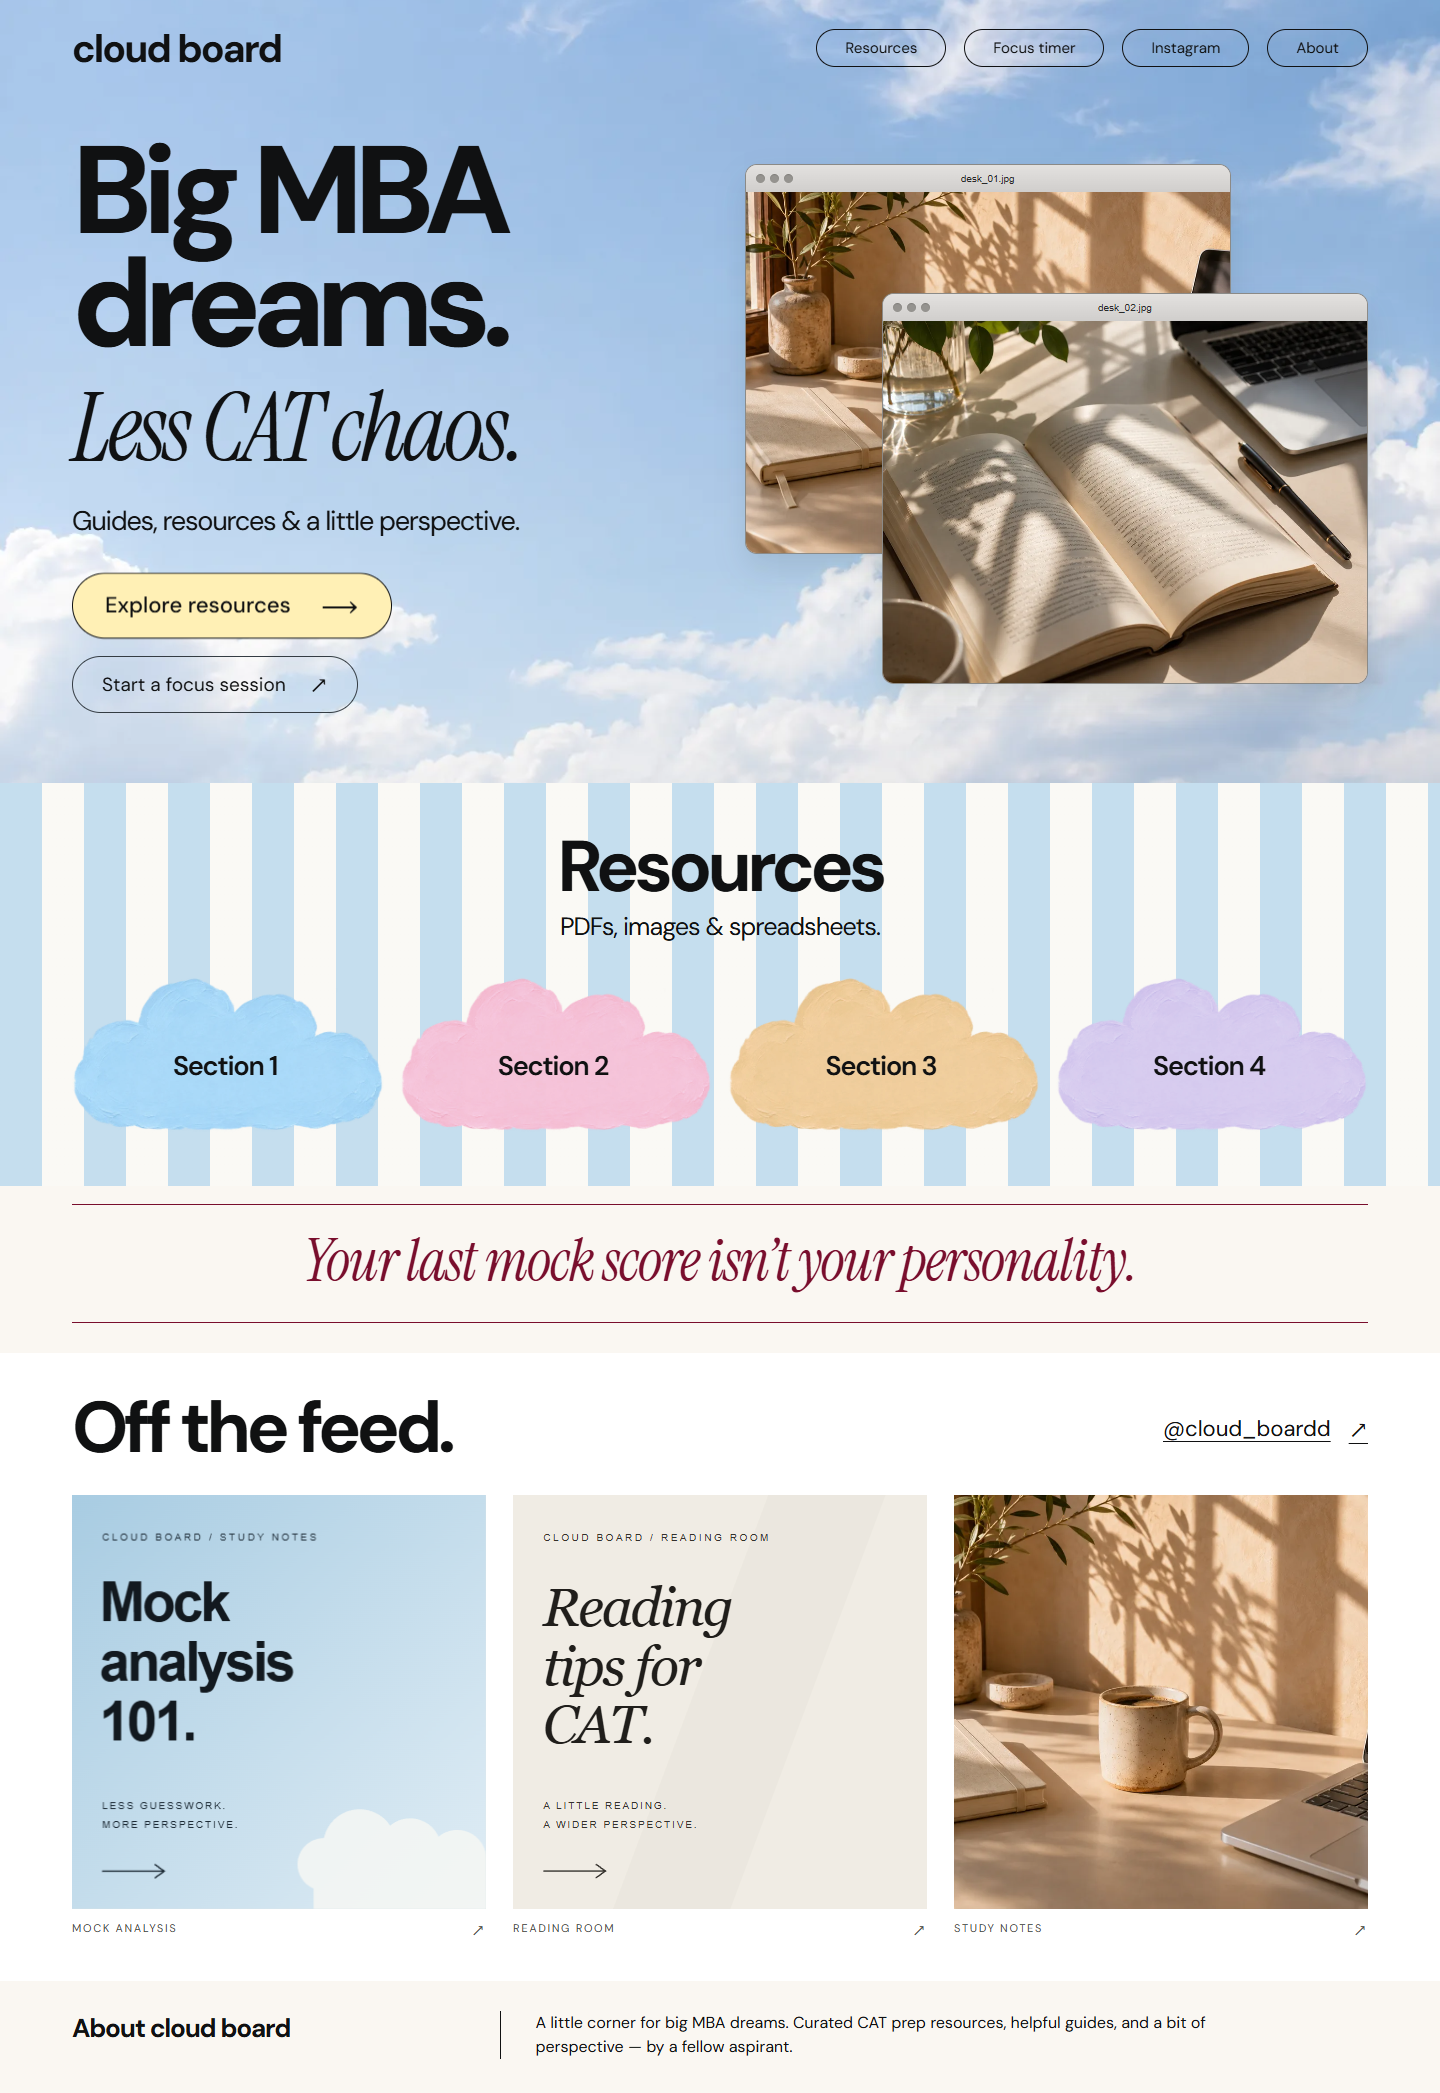 cloud board
Resources
Focus timer
Instagram
About
Big MBA
dreams.
Less CAT chaos.
Guides, resources & a little perspective.
Explore resources →
Start a focus session ↗
desk_01.jpg
desk_02.jpg
Resources
PDFs, images & spreadsheets.
Section 1
Section 2
Section 3
Section 4
Your last mock score isn’t your personality.
Off the feed.
@cloud_boardd ↗
CLOUD BOARD / STUDY NOTES
Mock
analysis
101.
LESS GUESSWORK.
MORE PERSPECTIVE.
MOCK ANALYSIS ↗
CLOUD BOARD / READING ROOM
Reading
tips for
CAT.
A LITTLE READING.
A WIDER PERSPECTIVE.
READING ROOM ↗
STUDY NOTES ↗
About cloud board
A little corner for big MBA dreams. Curated CAT prep resources, helpful guides, and a bit of
perspective — by a fellow aspirant.